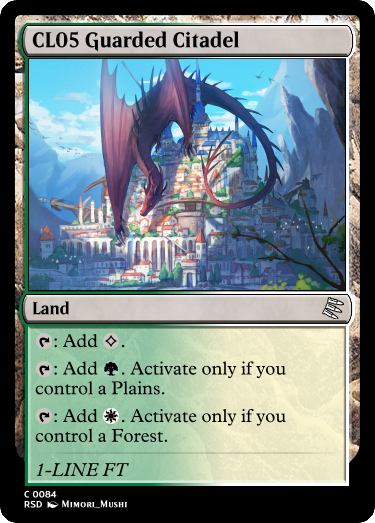 CL05 Guarded Citadel
Land
: Add .
: Add . Activate only if you
control a Plains.
: Add . Activate only if you
control a Forest.
1-LINE FT
C 0084
RSD Mimori_Mushi